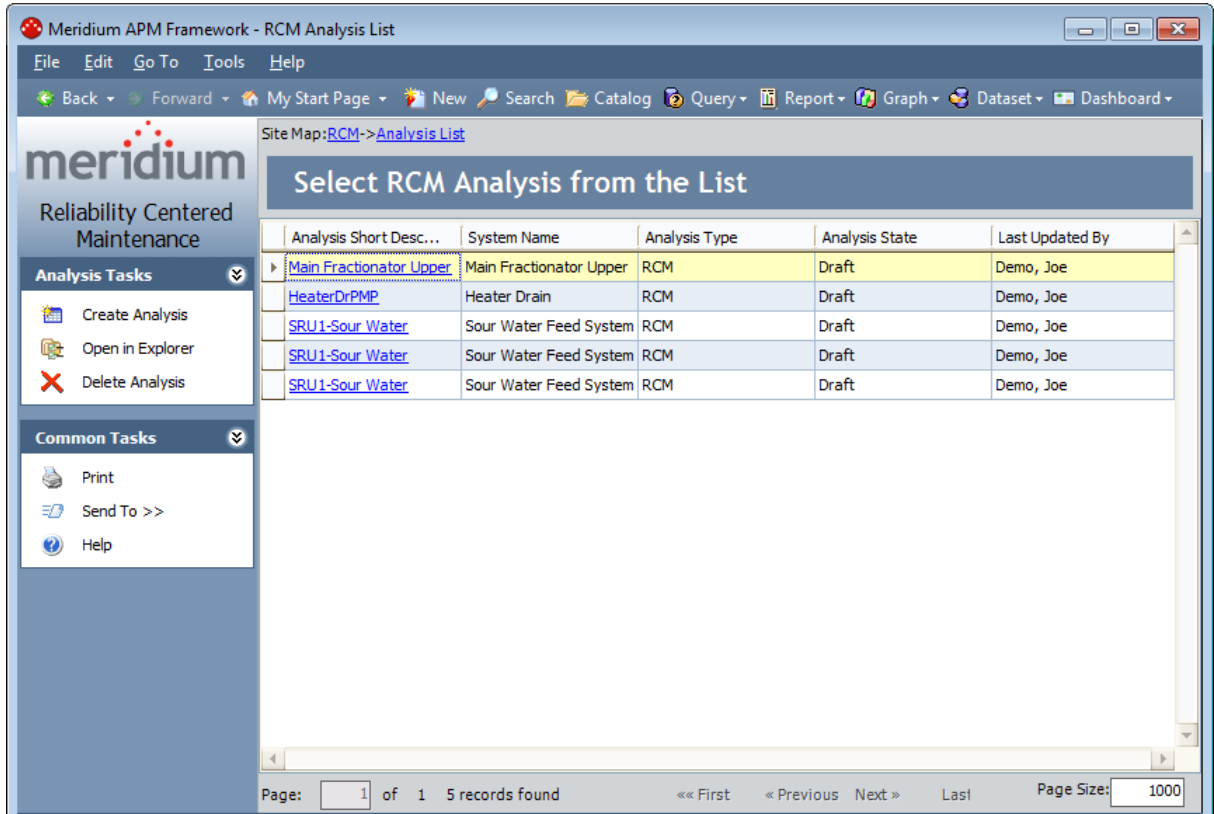 Meridium APM Framework - RCM Analysis List
File Edit Go To Tools Help
Back Forward My Start Page New Search Catalog Query Report Graph Dataset Dashboard
meridium
Reliability Centered
Maintenance
Analysis Tasks
Create Analysis
Open in Explorer
Delete Analysis
Common Tasks
Print
Send To >>
Help
Site Map:RCM->Analysis List
Select RCM Analysis from the List
Analysis Short Desc... System Name Analysis Type Analysis State Last Updated By
Main Fractionator Upper Main Fractionator Upper RCM Draft Demo, Joe
HeaterDrPMP Heater Drain RCM Draft Demo, Joe
SRU1-Sour Water Sour Water Feed System RCM Draft Demo, Joe
SRU1-Sour Water Sour Water Feed System RCM Draft Demo, Joe
SRU1-Sour Water Sour Water Feed System RCM Draft Demo, Joe
Page: 1 of 1 5 records found «« First « Previous Next » Last Page Size: 1000